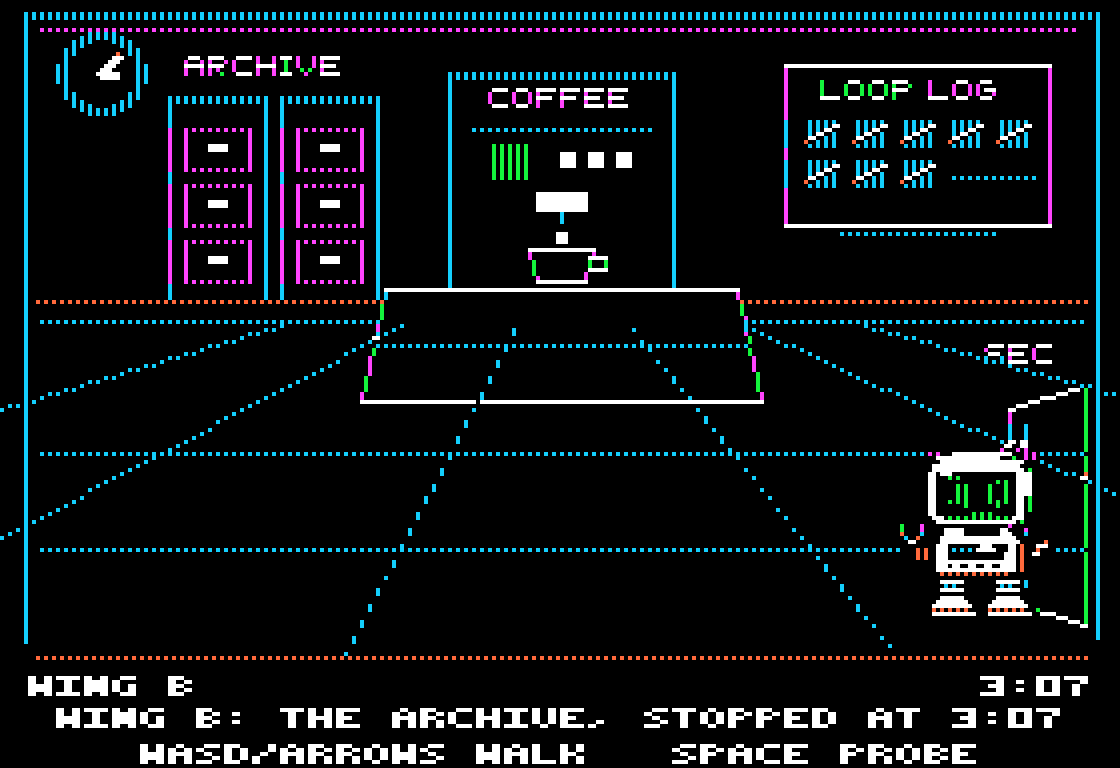 ARCHIVE
COFFEE
LOOP LOG
SEC
WING B 3:07
WING B: THE ARCHIVE, STOPPED AT 3:07
WASD/ARROWS WALK SPACE PROBE